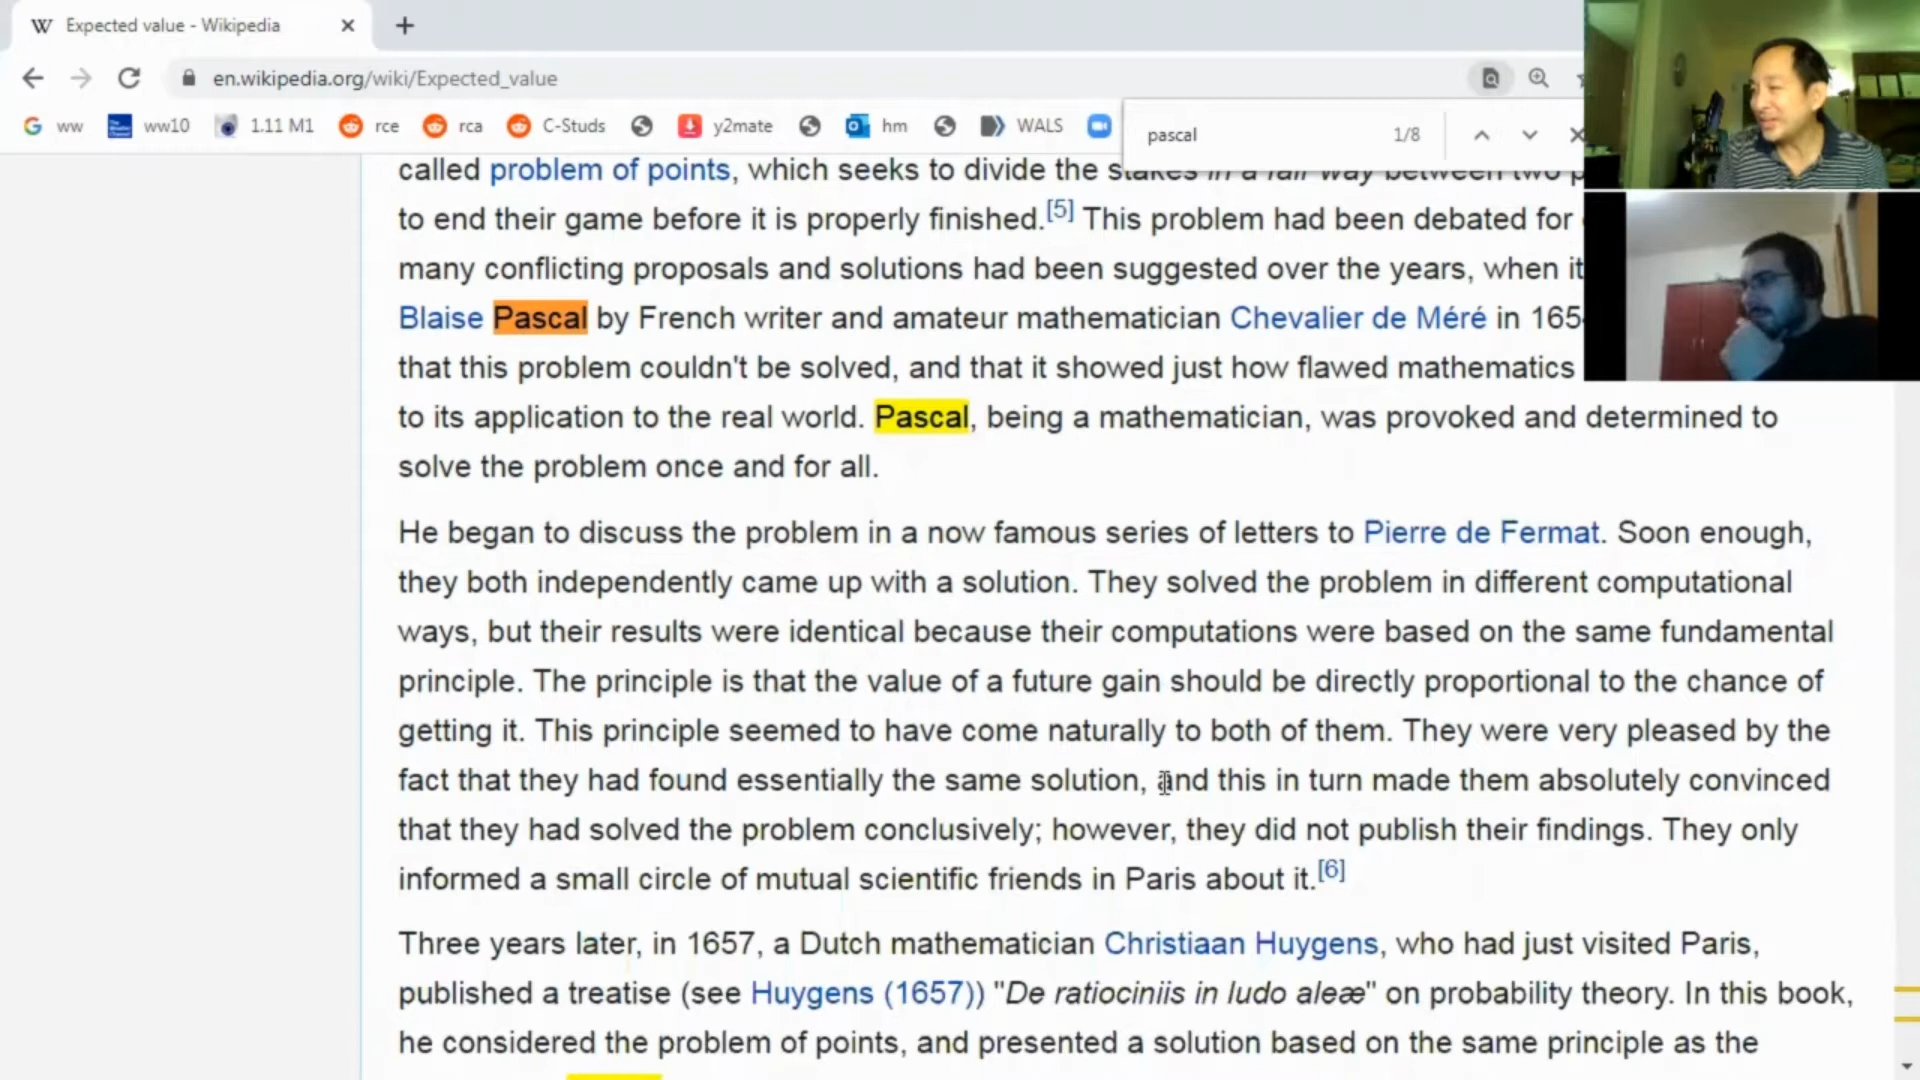 Expected value - Wikipedia
en.wikipedia.org/wiki/Expected_value
ww
ww10
1.11 M1
rce
rca
C-Studs
y2mate
hm
WALS
pascal
1/8
called problem of points, which seeks to divide the stakes in a fair way between two
to end their game before it is properly finished.[5] This problem had been debated for
many conflicting proposals and solutions had been suggested over the years, when it
Blaise Pascal by French writer and amateur mathematician Chevalier de Méré in
that this problem couldn't be solved, and that it showed just how flawed mathematics
to its application to the real world. Pascal, being a mathematician, was provoked and determined to
solve the problem once and for all.
He began to discuss the problem in a now famous series of letters to Pierre de Fermat. Soon enough,
they both independently came up with a solution. They solved the problem in different computational
ways, but their results were identical because their computations were based on the same fundamental
principle. The principle is that the value of a future gain should be directly proportional to the chance of
getting it. This principle seemed to have come naturally to both of them. They were very pleased by the
fact that they had found essentially the same solution, and this in turn made them absolutely convinced
that they had solved the problem conclusively; however, they did not publish their findings. They only
informed a small circle of mutual scientific friends in Paris about it.[6]
Three years later, in 1657, a Dutch mathematician Christiaan Huygens, who had just visited Paris,
published a treatise (see Huygens (1657)) "De ratiociniis in ludo aleæ" on probability theory. In this book,
he considered the problem of points, and presented a solution based on the same principle as the